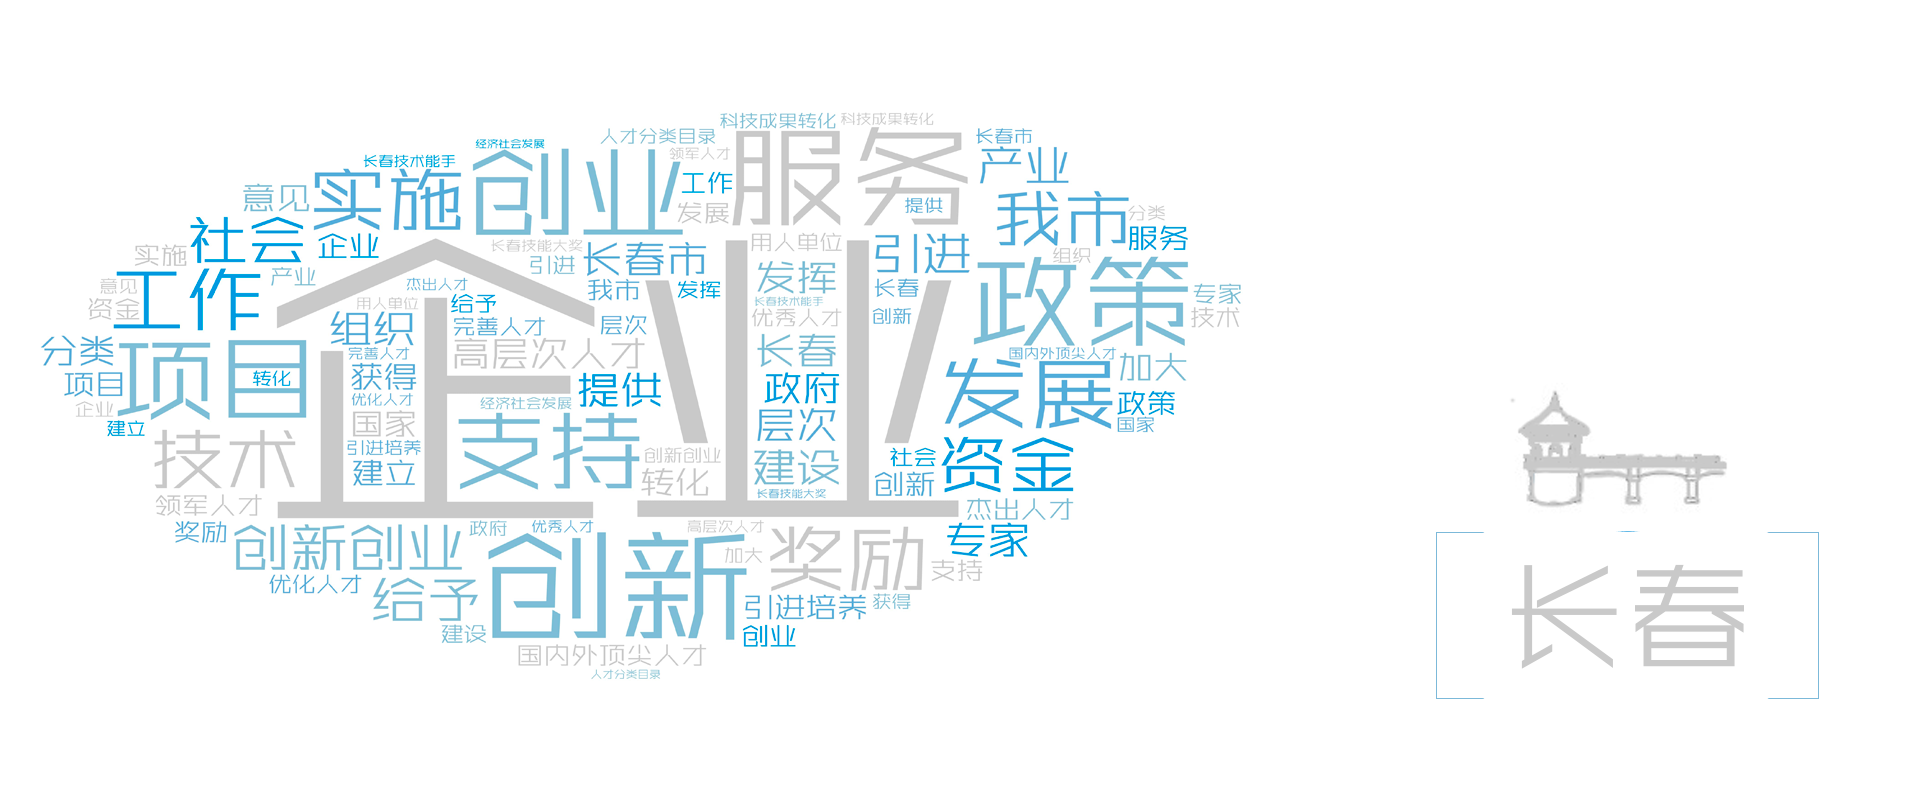 科技成果转化
科技成果转化
人才分类目录
经济社会发展
长春市
服务
创业
领军人才
产业
长春技术能手
实施
工作
意见
发展
提供
我市
分类
社会
企业
长春技能大奖
长春市
用人单位
引进
服务
实施
引进
组织
工作
产业
杰出人才
我市
发挥
发挥
长春
政策
专家
意见
资金
用人单位
给予
长春技术能手
优秀人才
创新
技术
组织
完善人才
层次
分类
项目
完善人才
高层次人才
长春
国内外顶尖人才
加大
项目
转化
获得
提供
政府
发展
企业
优化人才
经济社会发展
政策
建立
国家
支持
层次
国家
技术
引进培养
创新创业
社会
资金
建立
转化
建设
创新
领军人才
长春技能大奖
杰出人才
奖励
创新创业
政府
优秀人才
高层次人才
专家
创新
加大
奖励
支持
优化人才
给予
引进培养
获得
建设
创业
国内外顶尖人才
人才分类目录
企业
长春